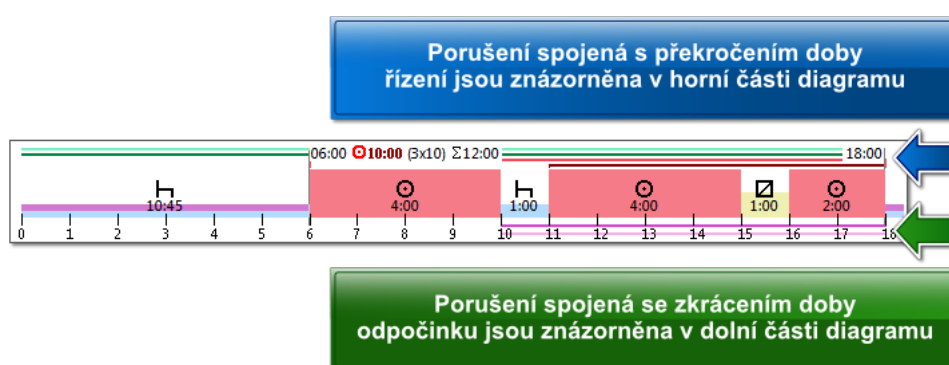 Porušení spojená s překročením doby
řízení jsou znázorněna v horní části diagramu
06:00 10:00 (3x10) Σ12:00 18:00
10:45 4:00 1:00 4:00 1:00 2:00
0 1 2 3 4 5 6 7 8 9 10 11 12 13 14 15 16 17 18
Porušení spojená se zkrácením doby
odpočinku jsou znázorněna v dolní části diagramu